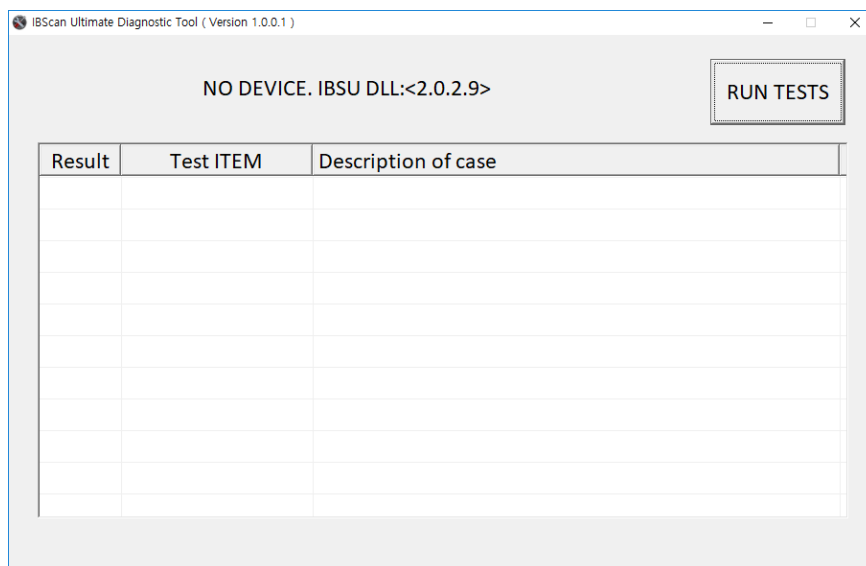 IBScan Ultimate Diagnostic Tool ( Version 1.0.0.1 )
NO DEVICE. IBSU DLL:<2.0.2.9>
RUN TESTS
Result Test ITEM Description of case